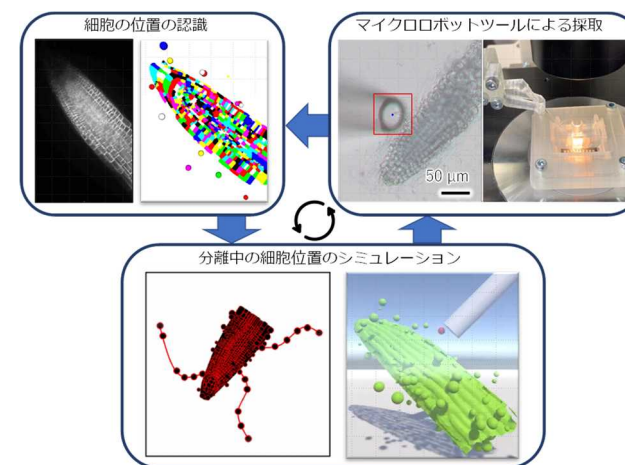 細胞の位置の認識
マイクロロボットツールによる採取
50 μm
分離中の細胞位置のシミュレーション